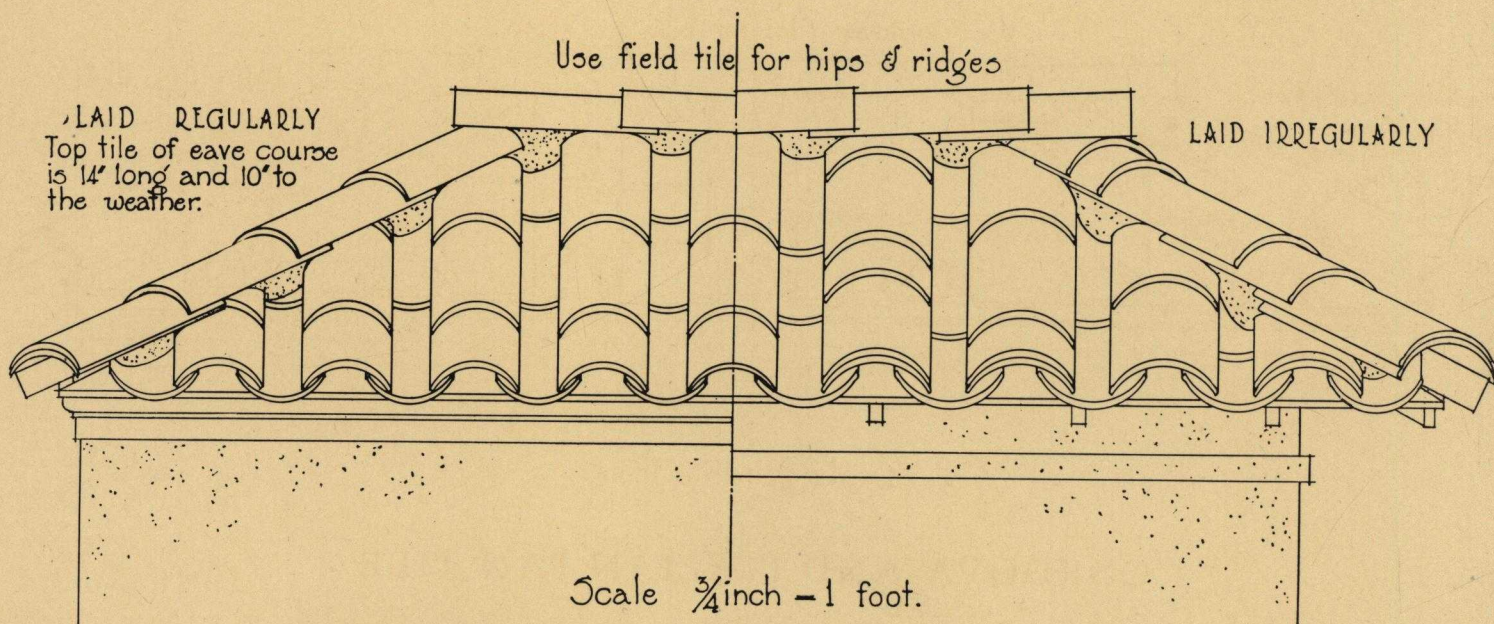 Use field tile for hips & ridges
LAID REGULARLY
Top tile of eave course
is 14" long and 10" to
the weather.
LAID IRREGULARLY
Scale 3/4 inch - 1 foot.